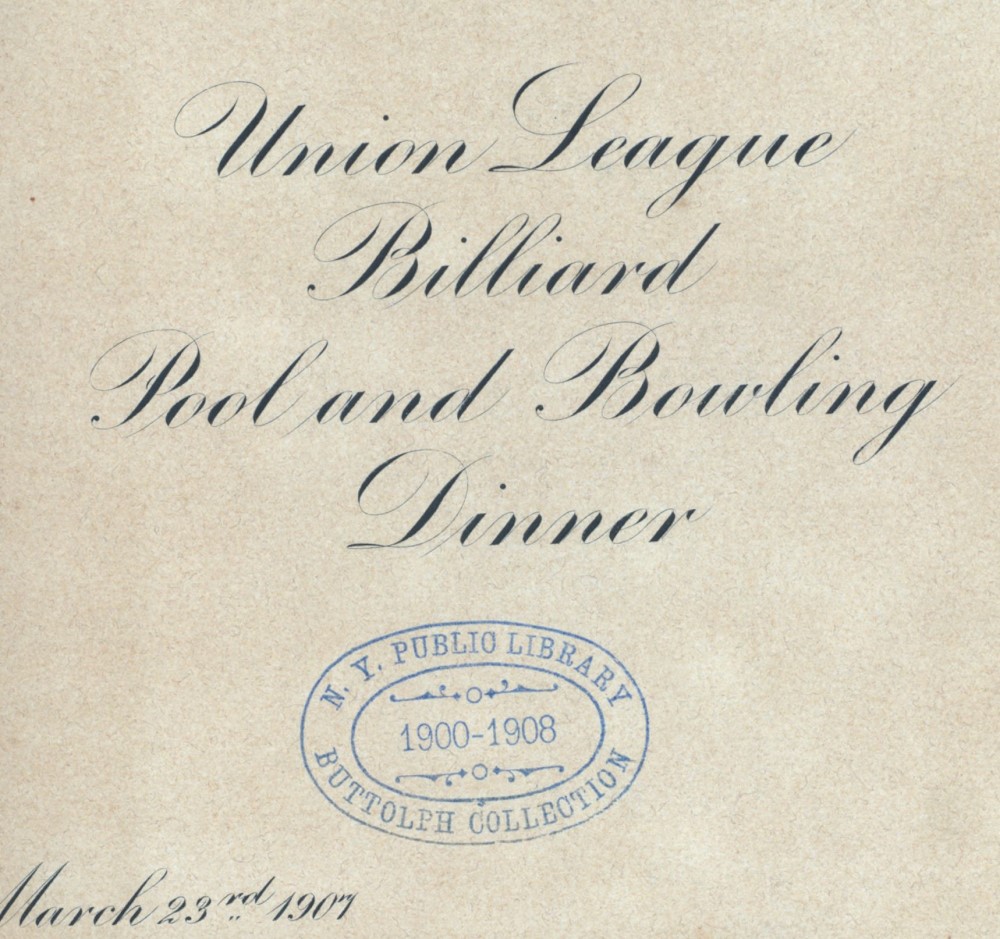 Union League
Billiard
Pool and Bowling
Dinner
N. Y. PUBLIC LIBRARY
1900-1908
BUTTOLPH COLLECTION
March 23rd 1907